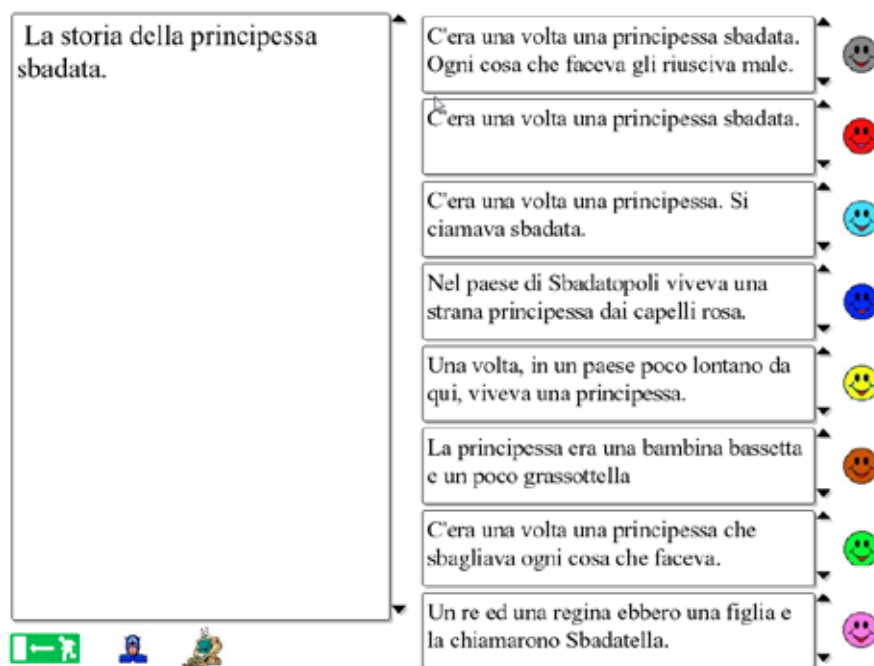 La storia della principessa
sbadata.
C'era una volta una principessa sbadata.
Ogni cosa che faceva gli riusciva male.
C'era una volta una principessa sbadata.
C'era una volta una principessa. Si
ciamava sbadata.
Nel paese di Sbadatopoli viveva una
strana principessa dai capelli rosa.
Una volta, in un paese poco lontano da
qui, viveva una principessa.
La principessa era una bambina bassetta
e un poco grassottella
C'era una volta una principessa che
sbagliava ogni cosa che faceva.
Un re ed una regina ebbero una figlia e
la chiamarono Sbadatella.